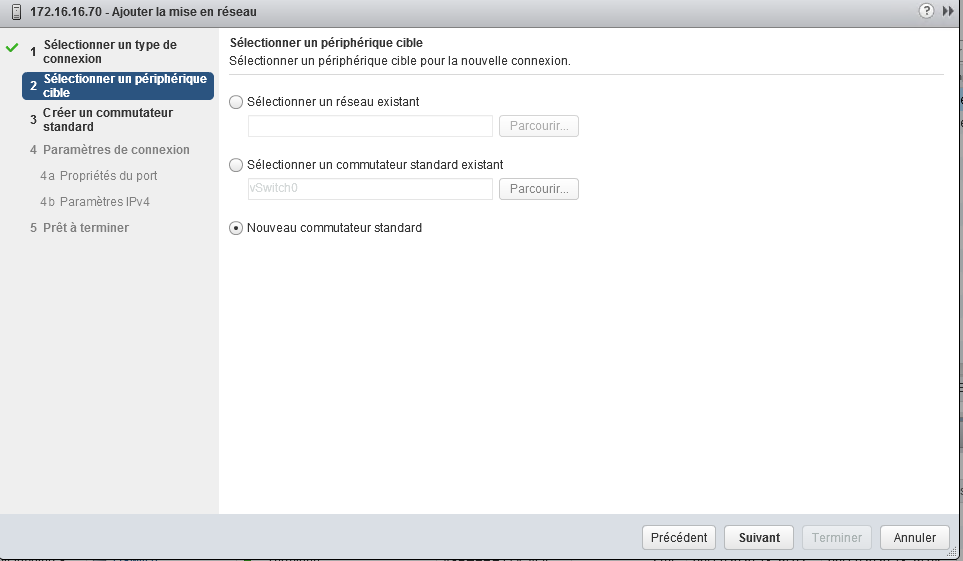 172.16.16.70 - Ajouter la mise en réseau
?
1 Sélectionner un type de
connexion
2 Sélectionner un périphérique
cible
3 Créer un commutateur
standard
4 Paramètres de connexion
4a Propriétés du port
4b Paramètres IPv4
5 Prêt à terminer
Sélectionner un périphérique cible
Sélectionner un périphérique cible pour la nouvelle connexion.
Sélectionner un réseau existant
Parcourir...
Sélectionner un commutateur standard existant
vSwitch0
Parcourir...
Nouveau commutateur standard
Précédent
Suivant
Terminer
Annuler